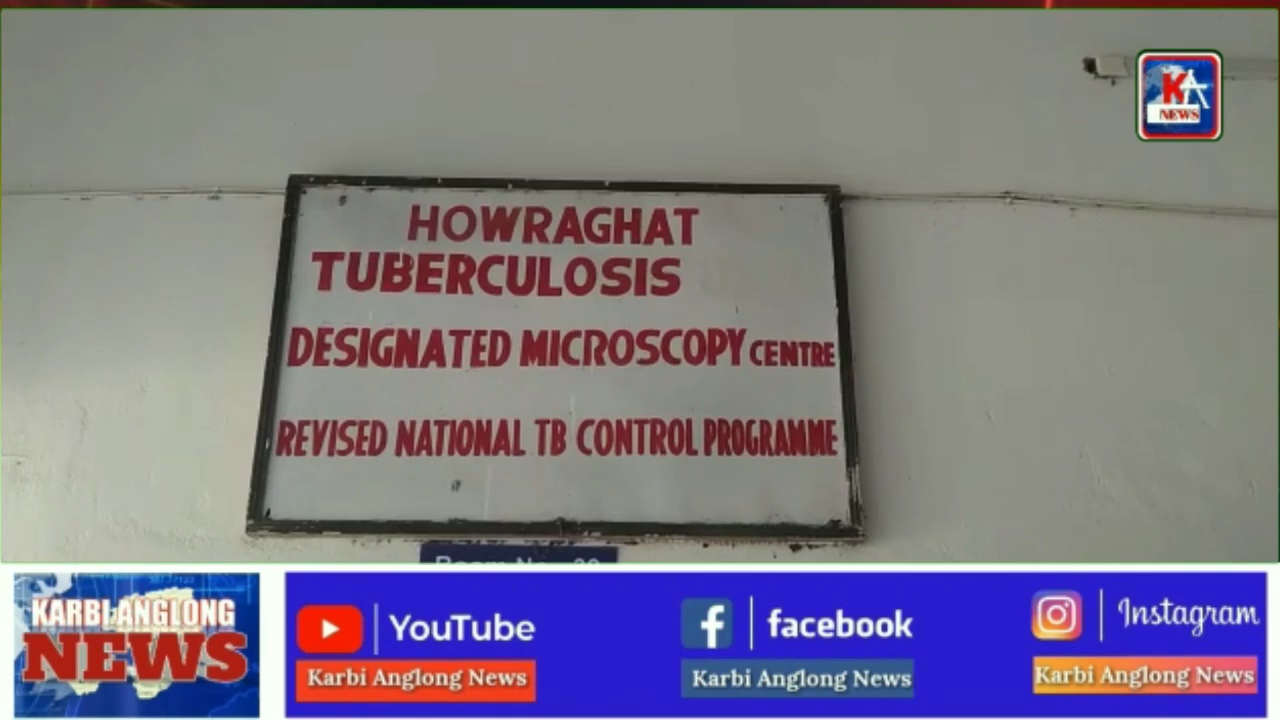 KA
NEWS
HOWRAGHAT
TUBERCULOSIS
DESIGNATED MICROSCOPY CENTRE
REVISED NATIONAL TB CONTROL PROGRAMME
KARBI ANGLONG
NEWS
YouTube
Karbi Anglong News
facebook
Karbi Anglong News
Instagram
Karbi Anglong News